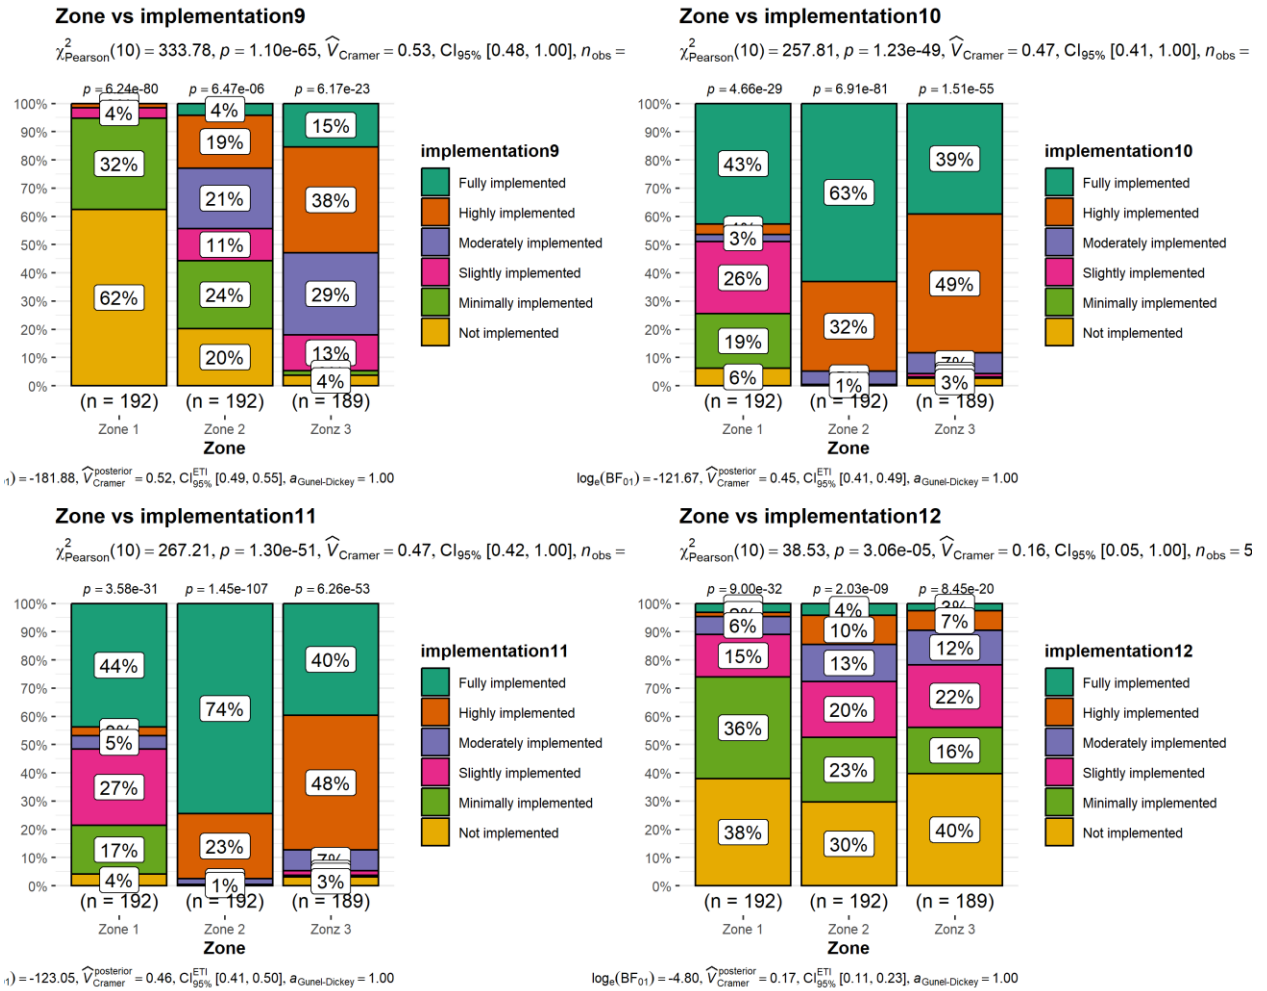 Zone vs implementation9
χ²Pearson(10) = 333.78, p = 1.10e-65, V̂Cramer = 0.53, CI95% [0.48, 1.00], nobs =
p = 6.24e-80 p = 6.47e-06 p = 6.17e-23
100%
90%
80%
70%
60%
50%
40%
30%
20%
10%
0%
4%
32%
62%
4%
19%
21%
11%
24%
20%
15%
38%
29%
13%
4%
(n = 192) (n = 192) (n = 189)
Zone 1 Zone 2 Zonz 3
Zone
implementation9
Fully implemented
Highly implemented
Moderately implemented
Slightly implemented
Minimally implemented
Not implemented
₀₁) = -181.88, V̂Cramer posterior = 0.52, CI95% ETI [0.49, 0.55], aGunel-Dickey = 1.00
Zone vs implementation10
χ²Pearson(10) = 257.81, p = 1.23e-49, V̂Cramer = 0.47, CI95% [0.41, 1.00], nobs =
p = 4.66e-29 p = 6.91e-81 p = 1.51e-55
100%
90%
80%
70%
60%
50%
40%
30%
20%
10%
0%
43%
3%
26%
19%
6%
63%
32%
1%
39%
49%
7%
3%
(n = 192) (n = 192) (n = 189)
Zone 1 Zone 2 Zonz 3
Zone
implementation10
Fully implemented
Highly implemented
Moderately implemented
Slightly implemented
Minimally implemented
Not implemented
loge(BF01) = -121.67, V̂Cramer posterior = 0.45, CI95% ETI [0.41, 0.49], aGunel-Dickey = 1.00
Zone vs implementation11
χ²Pearson(10) = 267.21, p = 1.30e-51, V̂Cramer = 0.47, CI95% [0.42, 1.00], nobs =
p = 3.58e-31 p = 1.45e-107 p = 6.26e-53
100%
90%
80%
70%
60%
50%
40%
30%
20%
10%
0%
44%
5%
27%
17%
4%
74%
23%
1%
40%
48%
7%
3%
(n = 192) (n = 192) (n = 189)
Zone 1 Zone 2 Zonz 3
Zone
implementation11
Fully implemented
Highly implemented
Moderately implemented
Slightly implemented
Minimally implemented
Not implemented
₀₁) = -123.05, V̂Cramer posterior = 0.46, CI95% ETI [0.41, 0.50], aGunel-Dickey = 1.00
Zone vs implementation12
χ²Pearson(10) = 38.53, p = 3.06e-05, V̂Cramer = 0.16, CI95% [0.05, 1.00], nobs = 5
p = 9.00e-32 p = 2.03e-09 p = 8.45e-20
100%
90%
80%
70%
60%
50%
40%
30%
20%
10%
0%
6%
15%
36%
38%
4%
10%
13%
20%
23%
30%
3%
7%
12%
22%
16%
40%
(n = 192) (n = 192) (n = 189)
Zone 1 Zone 2 Zonz 3
Zone
implementation12
Fully implemented
Highly implemented
Moderately implemented
Slightly implemented
Minimally implemented
Not implemented
loge(BF01) = -4.80, V̂Cramer posterior = 0.17, CI95% ETI [0.11, 0.23], aGunel-Dickey = 1.00